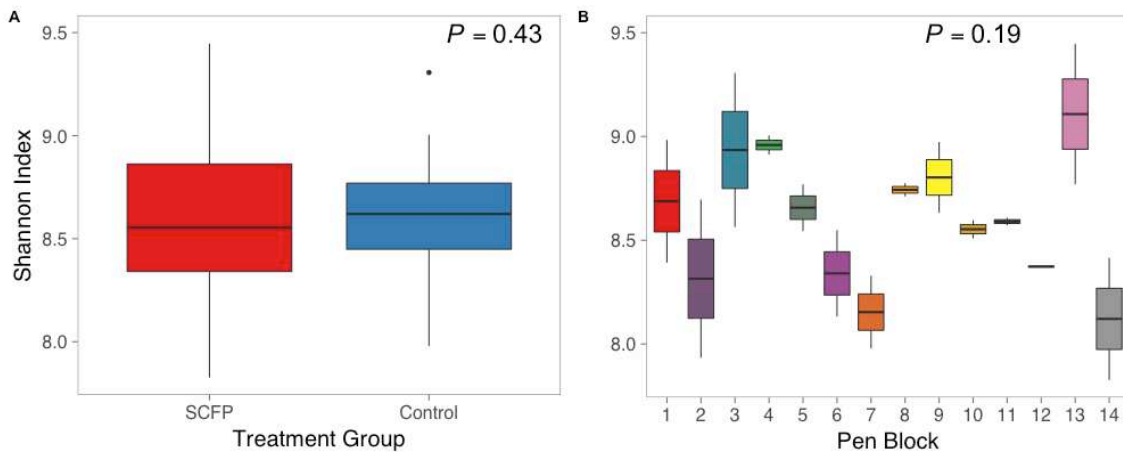 A
P = 0.43
9.5
9.0
8.5
8.0
Shannon Index
SCFP Control
Treatment Group
B
P = 0.19
9.5
9.0
8.5
8.0
1 2 3 4 5 6 7 8 9 10 11 12 13 14
Pen Block